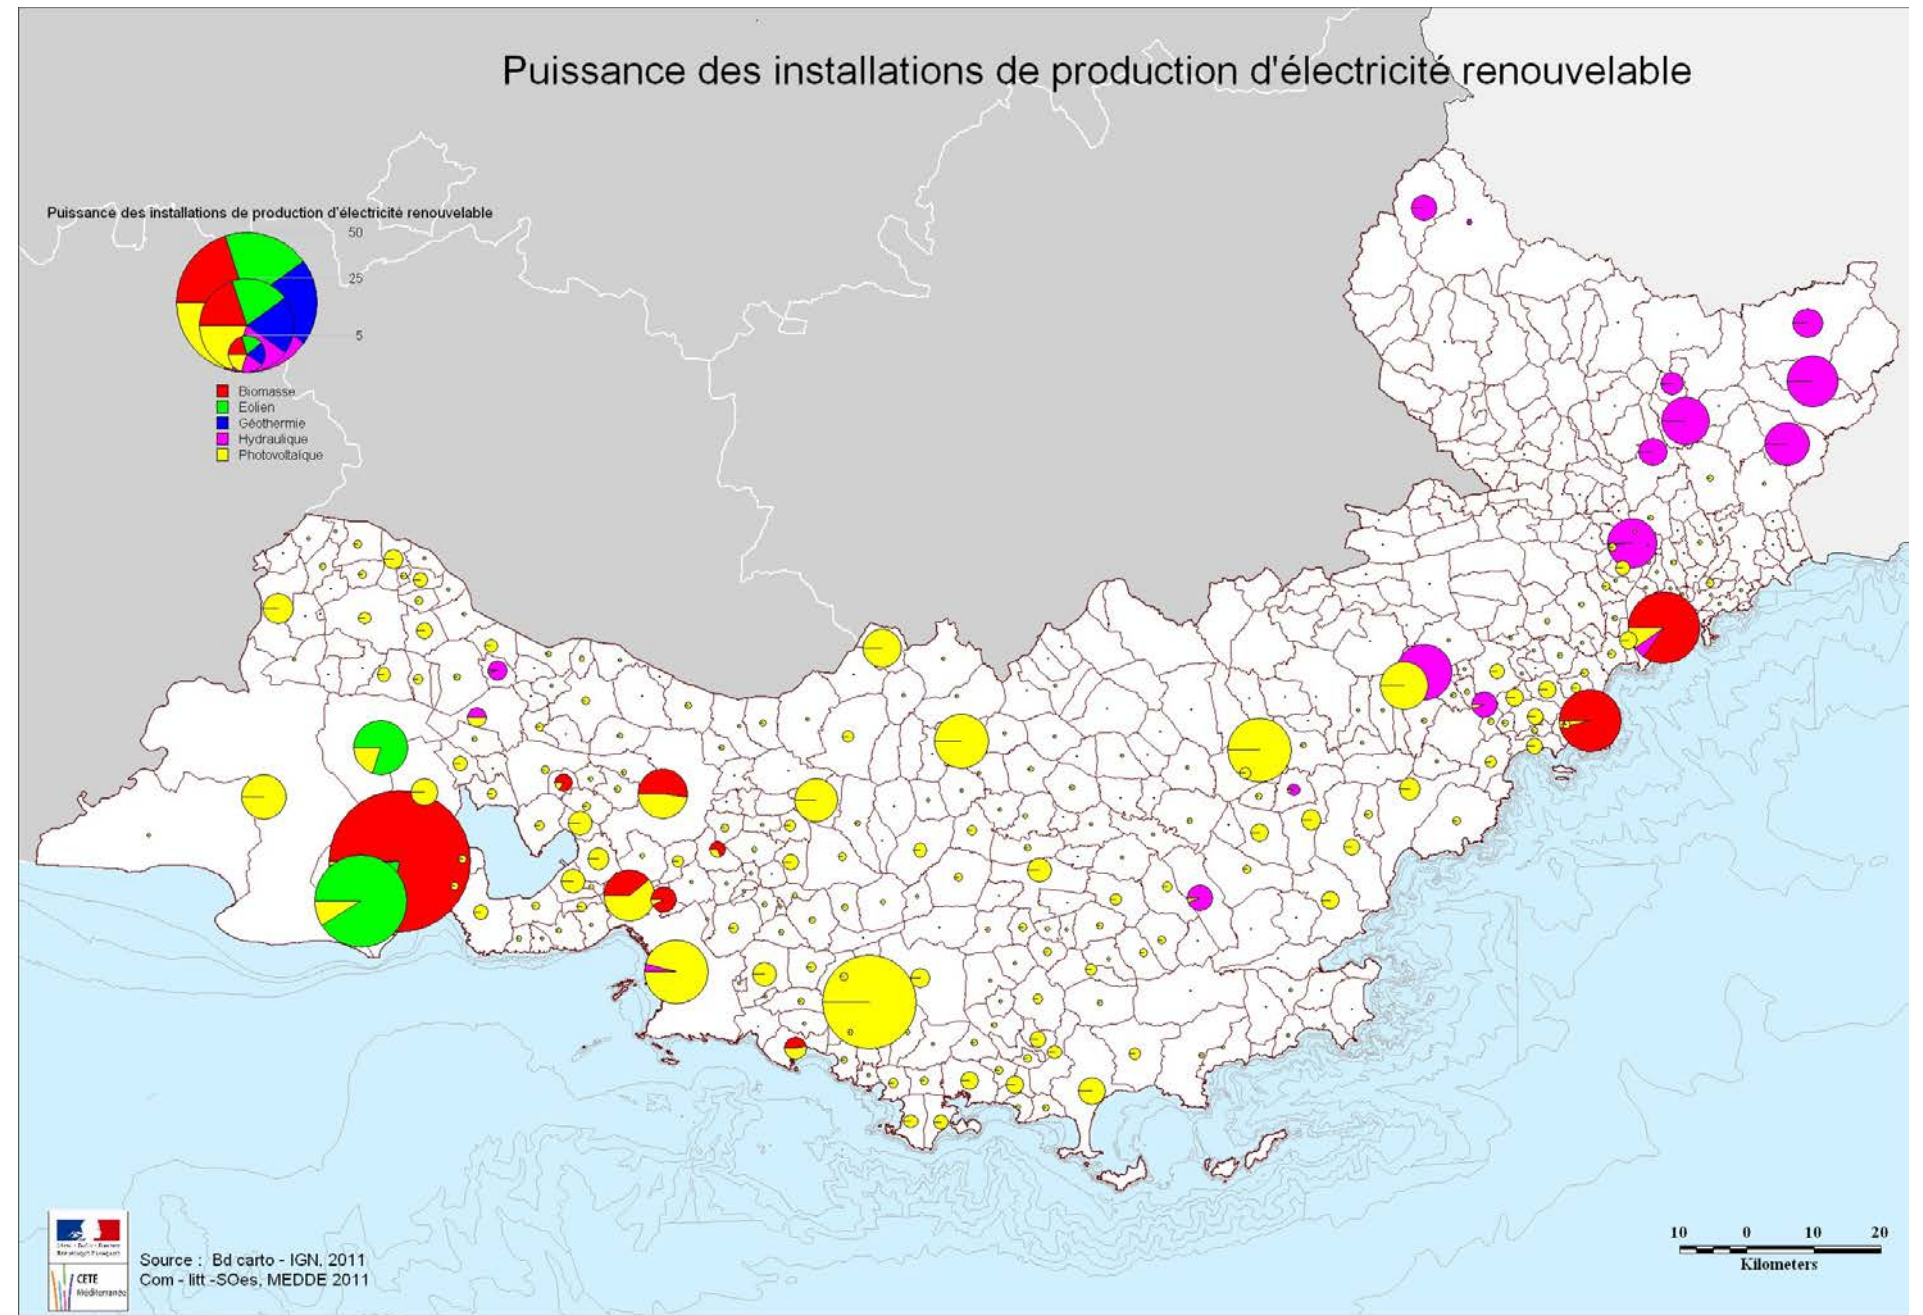 Puissance des installations de production d'électricité renouvelable
Puissance des installations de production d'électricité renouvelable
50
25
5
Biomasse
Eolien
Géothermie
Hydraulique
Photovoltaïque
10 0 10 20
Kilometers
Source : Bd carto - IGN, 2011
Com - litt -SOes, MEDDE 2011
CETE
Méditerranée